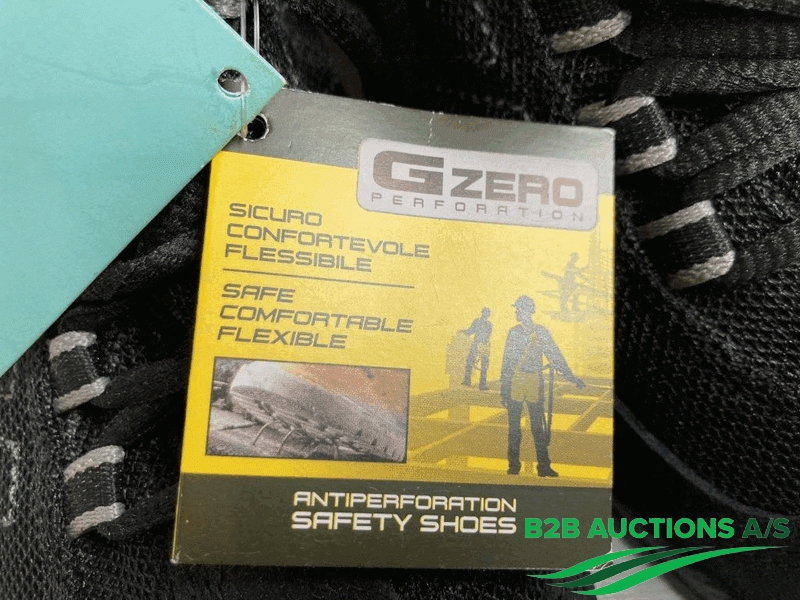 G ZERO
PERFORATION
SICURO
CONFORTEVOLE
FLESSIBILE
SAFE
COMFORTABLE
FLEXIBLE
ANTIPERFORATION
SAFETY SHOES
B2B AUCTIONS A/S